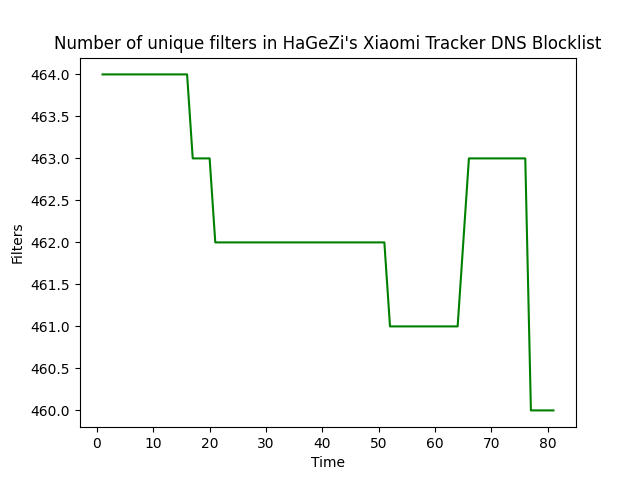 Number of unique filters in HaGeZi's Xiaomi Tracker DNS Blocklist
464.0
463.5
463.0
462.5
462.0
461.5
461.0
460.5
460.0
Filters
0 10 20 30 40 50 60 70 80
Time